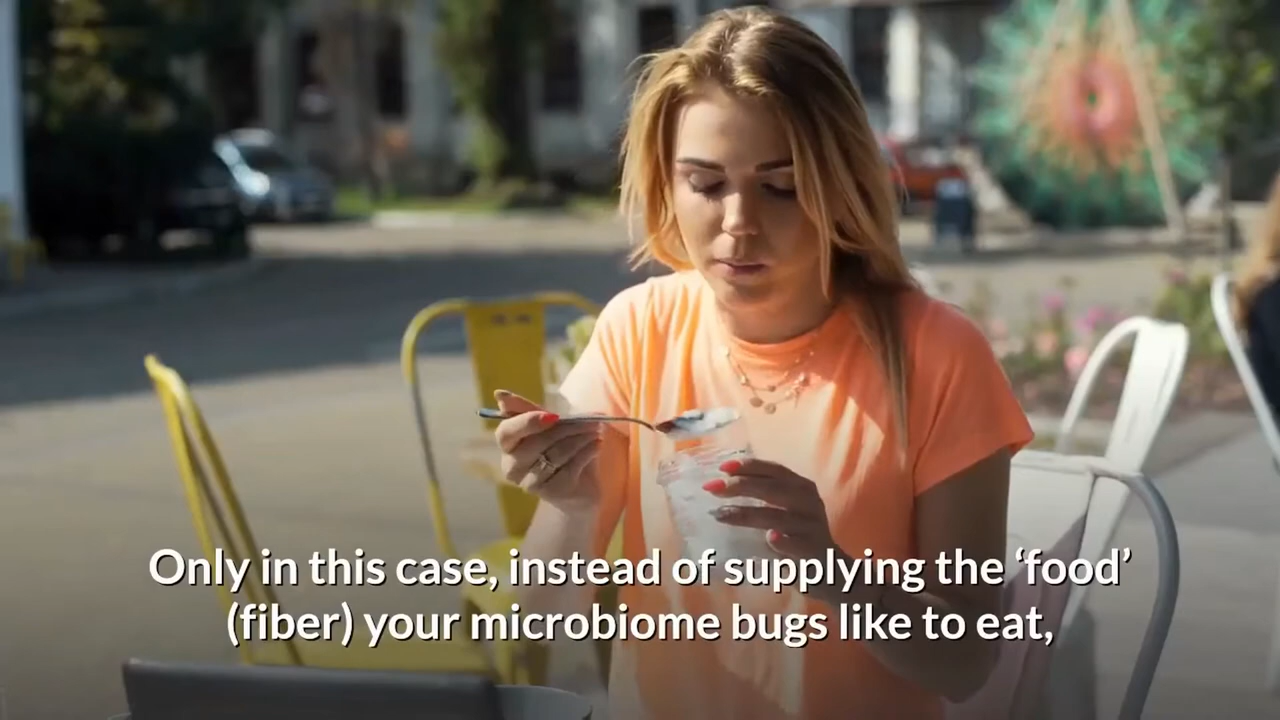 Only in this case, instead of supplying the ‘food’
(fiber) your microbiome bugs like to eat,